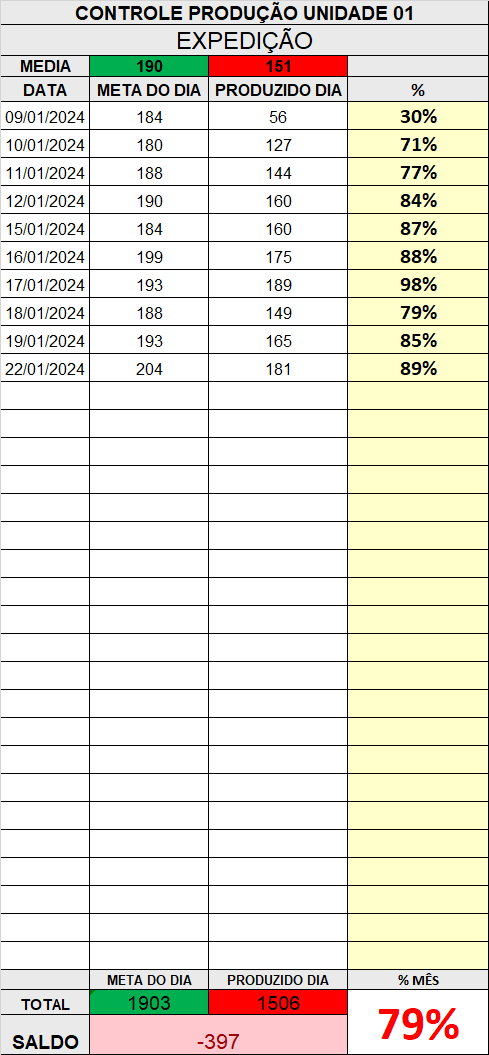 CONTROLE PRODUÇÃO UNIDADE 01
EXPEDIÇÃO
MEDIA 190 151
DATA META DO DIA PRODUZIDO DIA %
09/01/2024 184 56 30%
10/01/2024 180 127 71%
11/01/2024 188 144 77%
12/01/2024 190 160 84%
15/01/2024 184 160 87%
16/01/2024 199 175 88%
17/01/2024 193 189 98%
18/01/2024 188 149 79%
19/01/2024 193 165 85%
22/01/2024 204 181 89%
META DO DIA PRODUZIDO DIA % MÊS
TOTAL 1903 1506 79%
SALDO -397